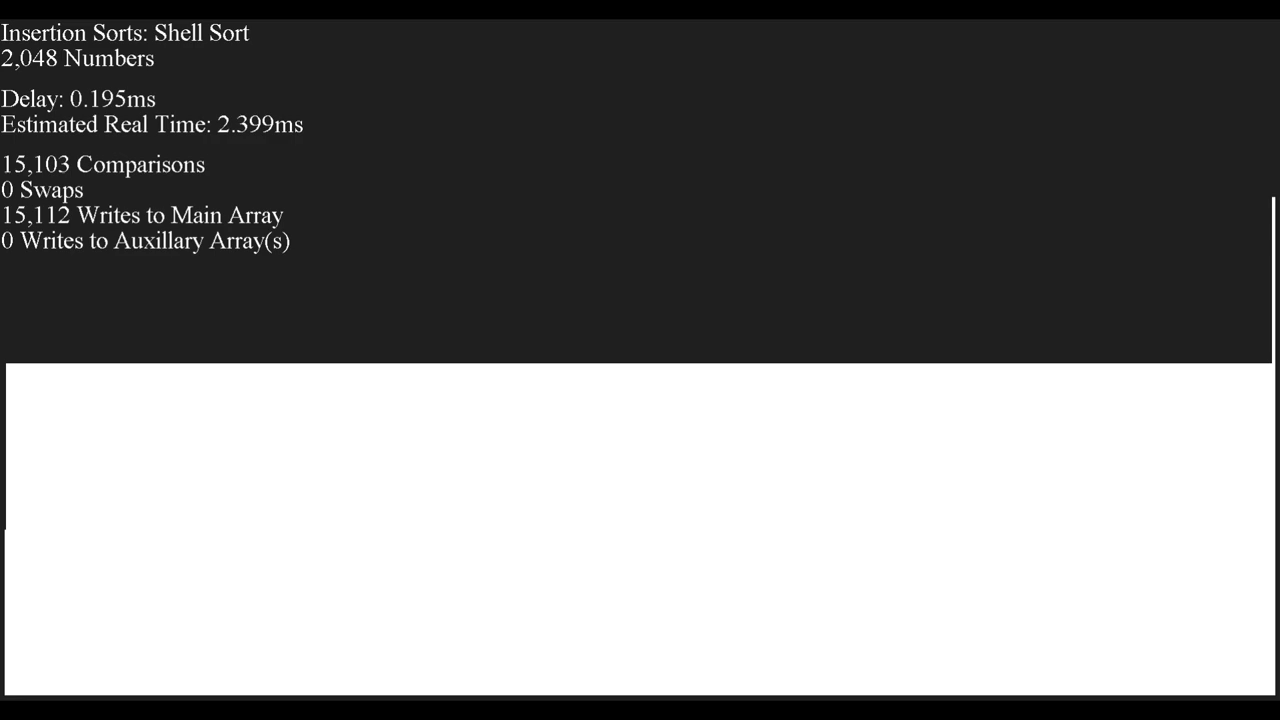 Insertion Sorts: Shell Sort
2,048 Numbers
Delay: 0.195ms
Estimated Real Time: 2.399ms
15,103 Comparisons
0 Swaps
15,112 Writes to Main Array
0 Writes to Auxillary Array(s)